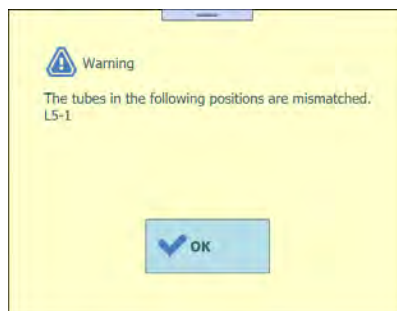 Warning
The tubes in the following positions are mismatched.
L5-1
OK